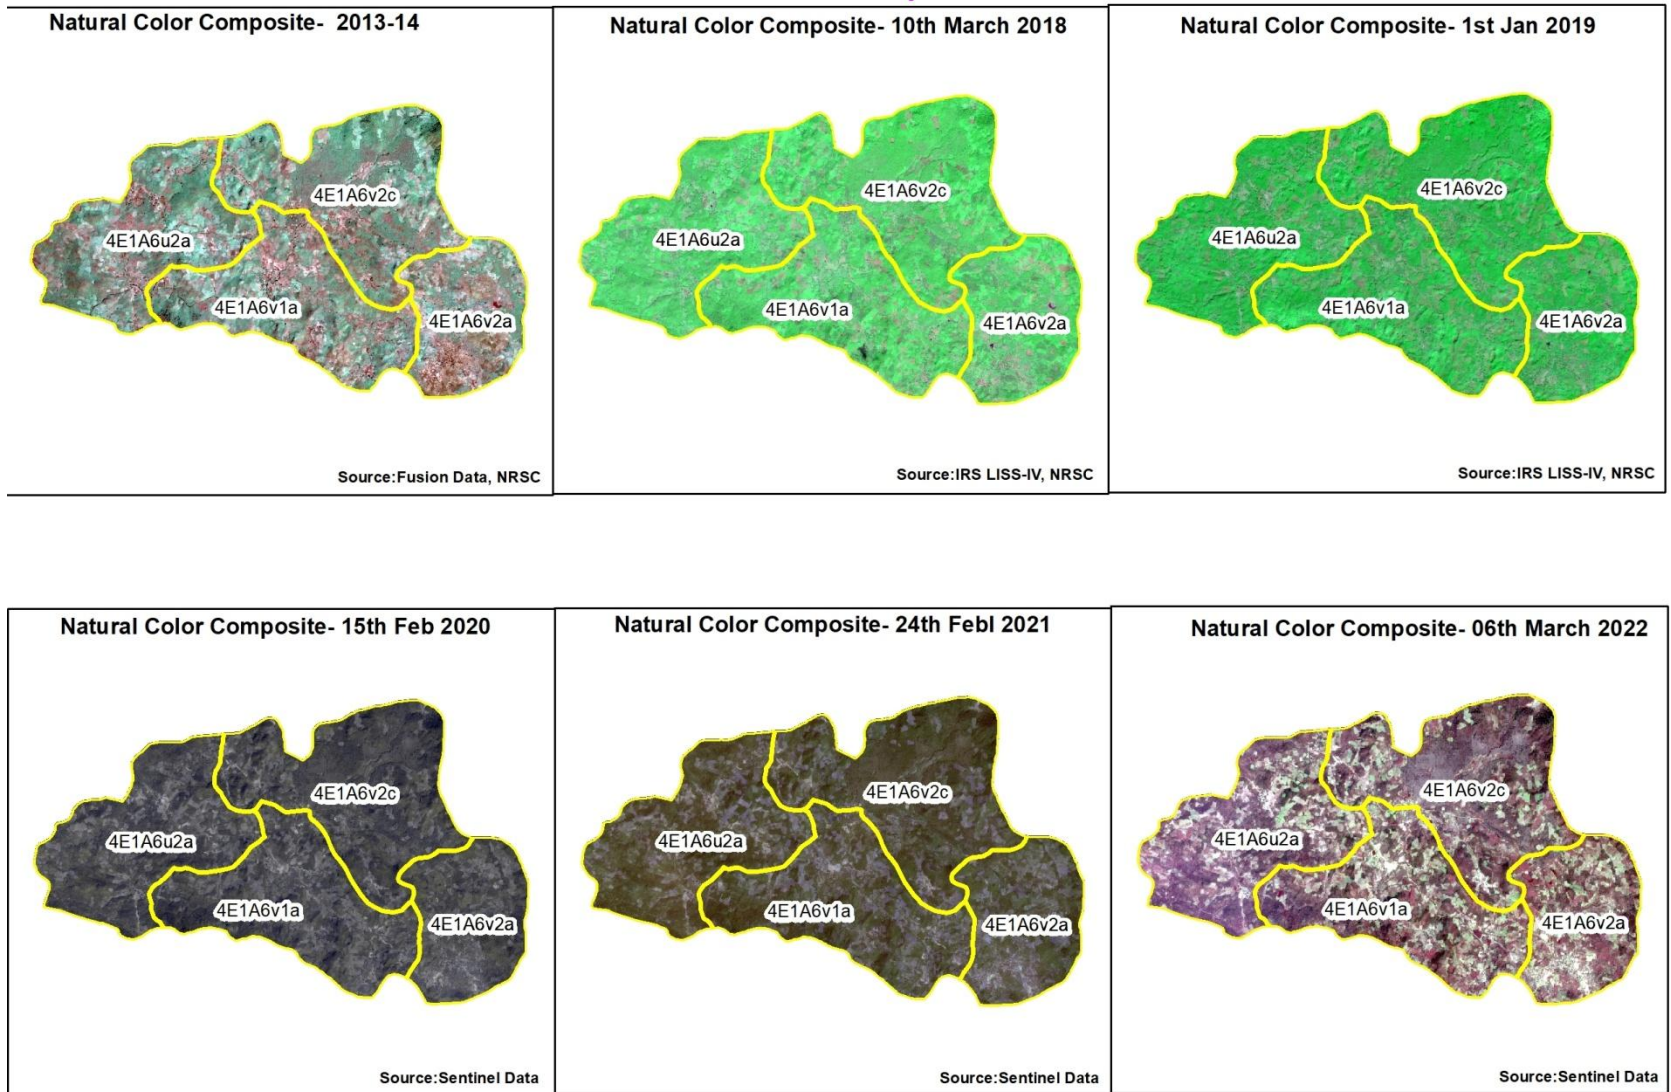 Natural Color Composite- 2013-14
4E1A6v2c
4E1A6u2a
4E1A6v1a
4E1A6v2a
Source:Fusion Data, NRSC
Natural Color Composite- 10th March 2018
4E1A6v2c
4E1A6u2a
4E1A6v1a
4E1A6v2a
Source:IRS LISS-IV, NRSC
Natural Color Composite- 1st Jan 2019
4E1A6v2c
4E1A6u2a
4E1A6v1a
4E1A6v2a
Source:IRS LISS-IV, NRSC
Natural Color Composite- 15th Feb 2020
4E1A6v2c
4E1A6u2a
4E1A6v1a
4E1A6v2a
Source:Sentinel Data
Natural Color Composite- 24th Febl 2021
4E1A6v2c
4E1A6u2a
4E1A6v1a
4E1A6v2a
Source:Sentinel Data
Natural Color Composite- 06th March 2022
4E1A6v2c
4E1A6u2a
4E1A6v1a
4E1A6v2a
Source:Sentinel Data